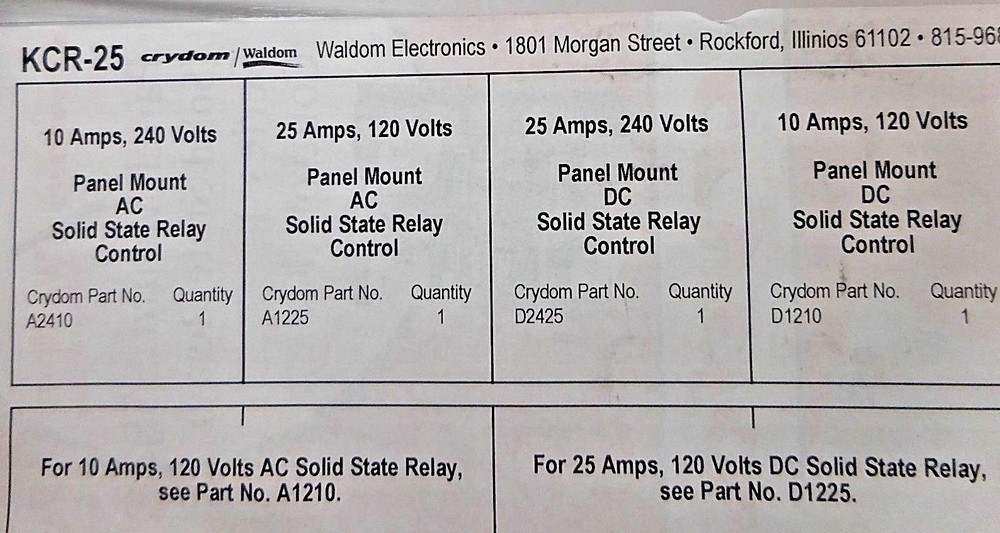 KCR-25 crydom / Waldom Waldom Electronics • 1801 Morgan Street • Rockford, Illinios 61102 • 815-968
10 Amps, 240 Volts
Panel Mount
AC
Solid State Relay
Control
Crydom Part No. Quantity
A2410 1
25 Amps, 120 Volts
Panel Mount
AC
Solid State Relay
Control
Crydom Part No. Quantity
A1225 1
25 Amps, 240 Volts
Panel Mount
DC
Solid State Relay
Control
Crydom Part No. Quantity
D2425 1
10 Amps, 120 Volts
Panel Mount
DC
Solid State Relay
Control
Crydom Part No. Quantity
D1210 1
For 10 Amps, 120 Volts AC Solid State Relay,
see Part No. A1210.
For 25 Amps, 120 Volts DC Solid State Relay,
see Part No. D1225.